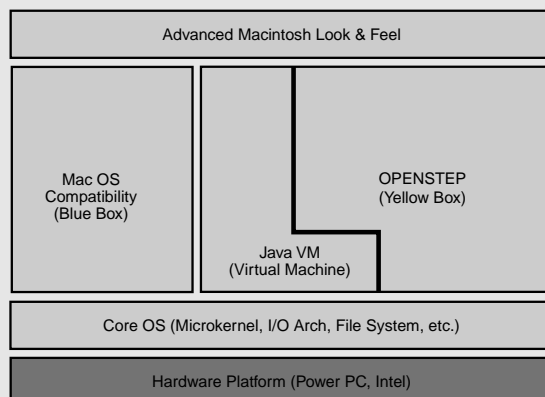 Advanced Macintosh Look & Feel
Mac OS
Compatibility
(Blue Box)
OPENSTEP
(Yellow Box)
Java VM
(Virtual Machine)
Core OS (Microkernel, I/O Arch, File System, etc.)
Hardware Platform (Power PC, Intel)